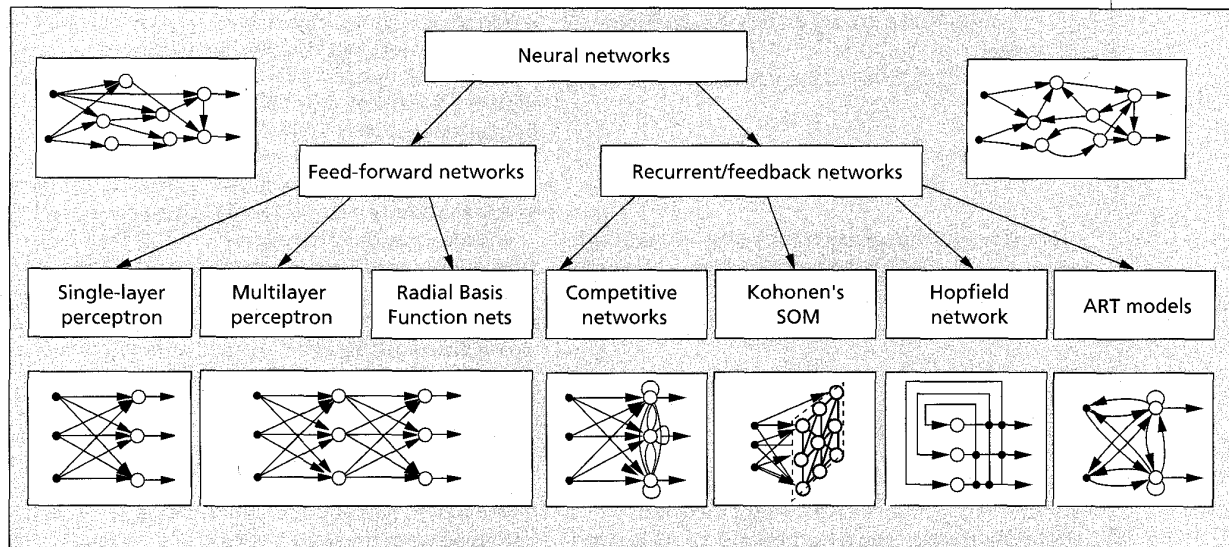 Neural networks
Feed-forward networks
Recurrent/feedback networks
Single-layer
perceptron
Multilayer
perceptron
Radial Basis
Function nets
Competitive
networks
Kohonen's
SOM
Hopfield
network
ART models